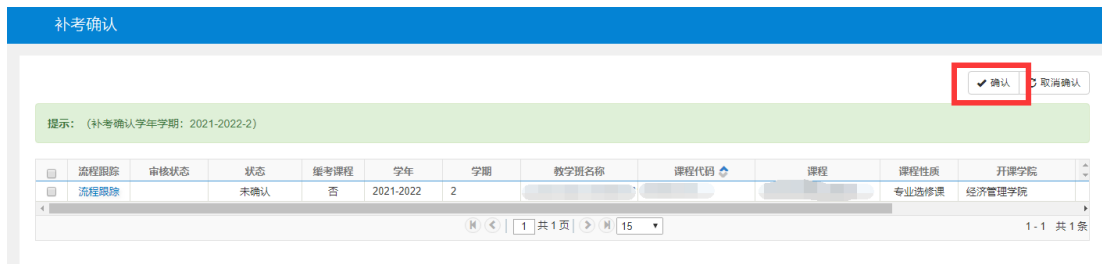 补考确认
确认 取消确认
提示：（补考确认学年学期：2021-2022-2）
流程跟踪 审核状态 状态 缓考课程 学年 学期 教学班名称 课程代码 课程 课程性质 开课学院
流程跟踪 未确认 否 2021-2022 2 专业选修课 经济管理学院
1 共 1 页 15 1 - 1 共 1 条